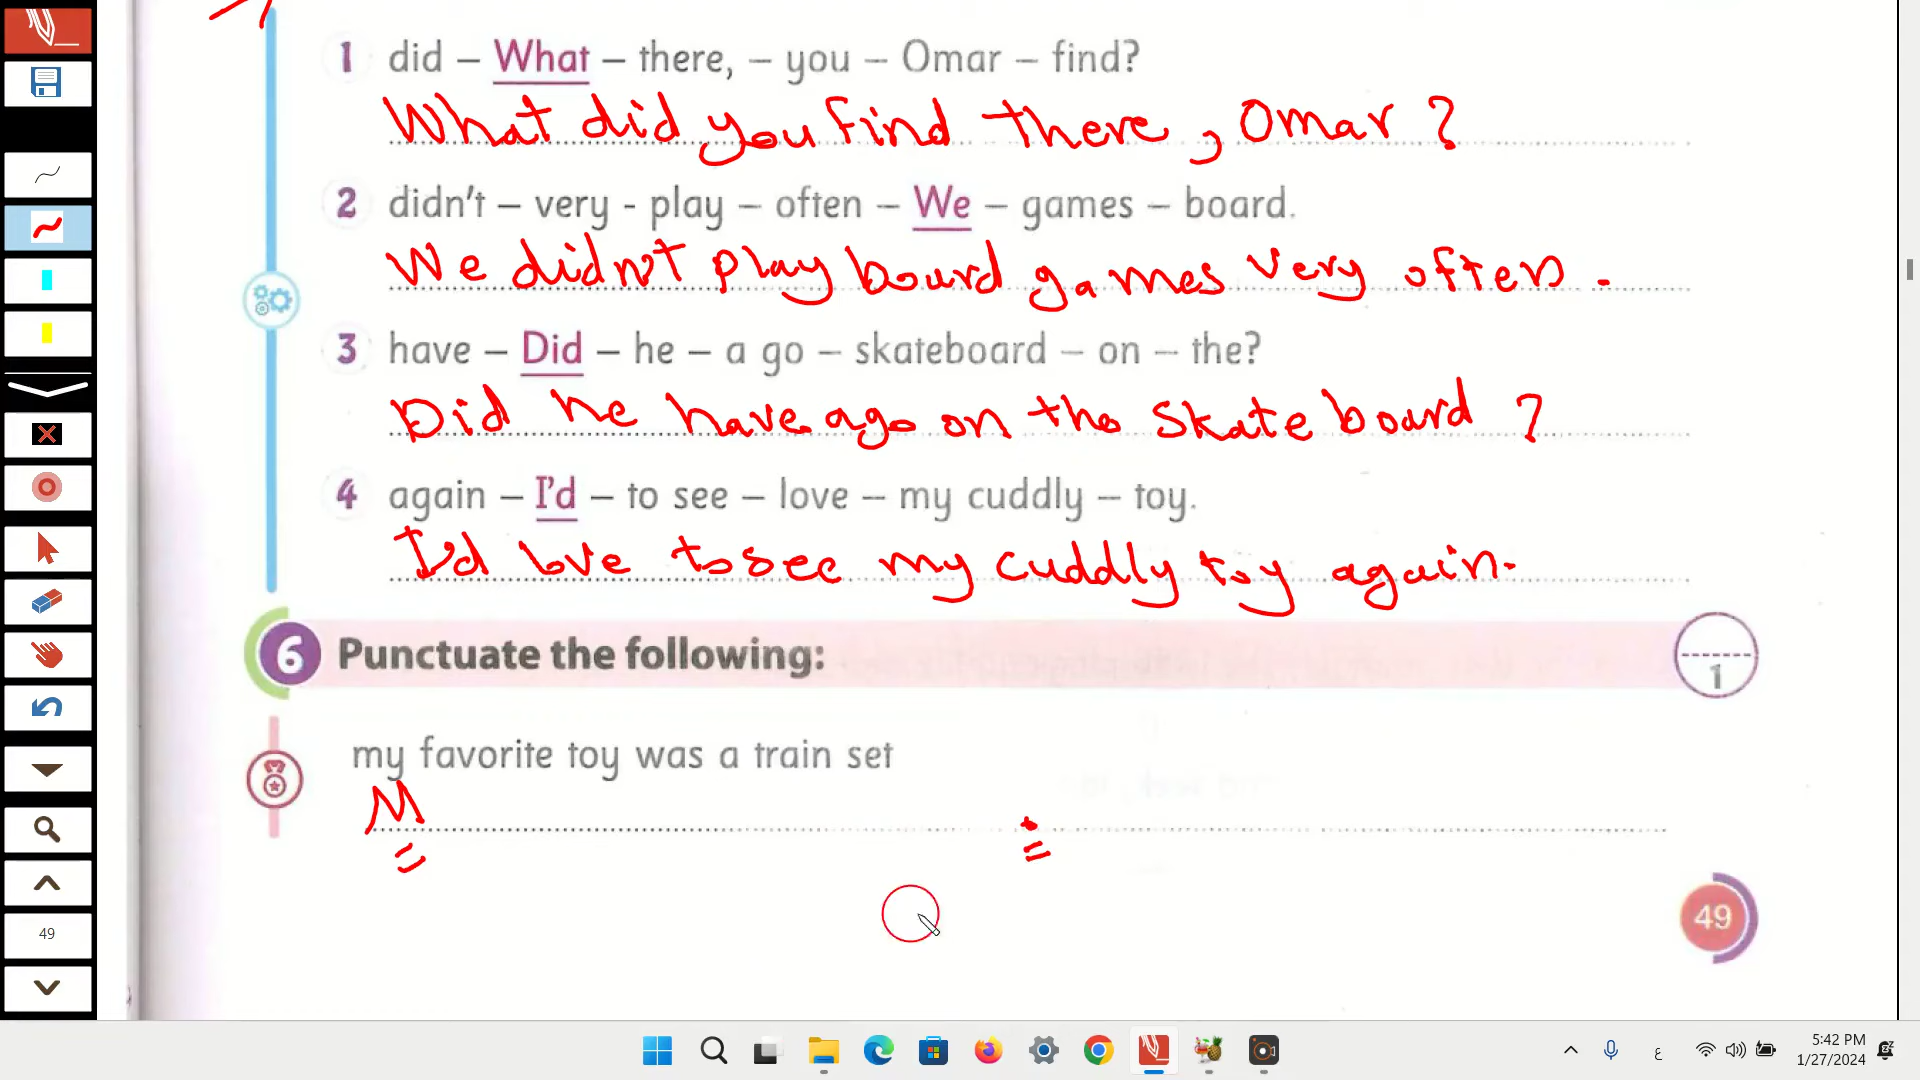 1 did – What – there, – you – Omar – find?
What did you find there, Omar ?
2 didn't – very - play – often – We – games – board.
We didn't play board games very often.
3 have – Did – he – a go – skateboard – on – the?
Did he have a go on the skateboard ?
4 again – I'd – to see – love – my cuddly – toy.
I'd love to see my cuddly toy again.
6 Punctuate the following:
1
my favorite toy was a train set
M .
49
49
5:42 PM
ع
1/27/2024